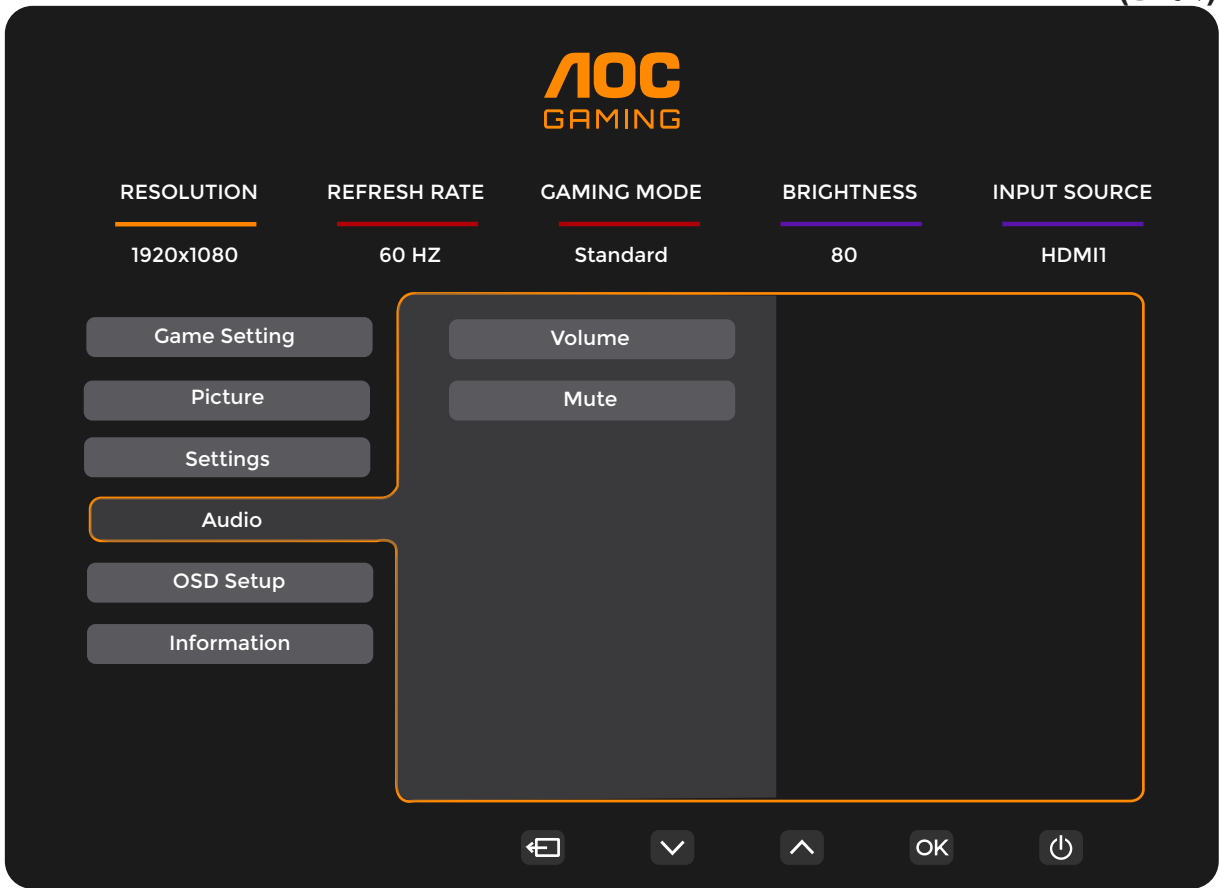 AOC
GAMING
RESOLUTION REFRESH RATE GAMING MODE BRIGHTNESS INPUT SOURCE
1920x1080 60 HZ Standard 80 HDMI1
Game Setting
Volume
Picture
Mute
Settings
Audio
OSD Setup
Information
OK